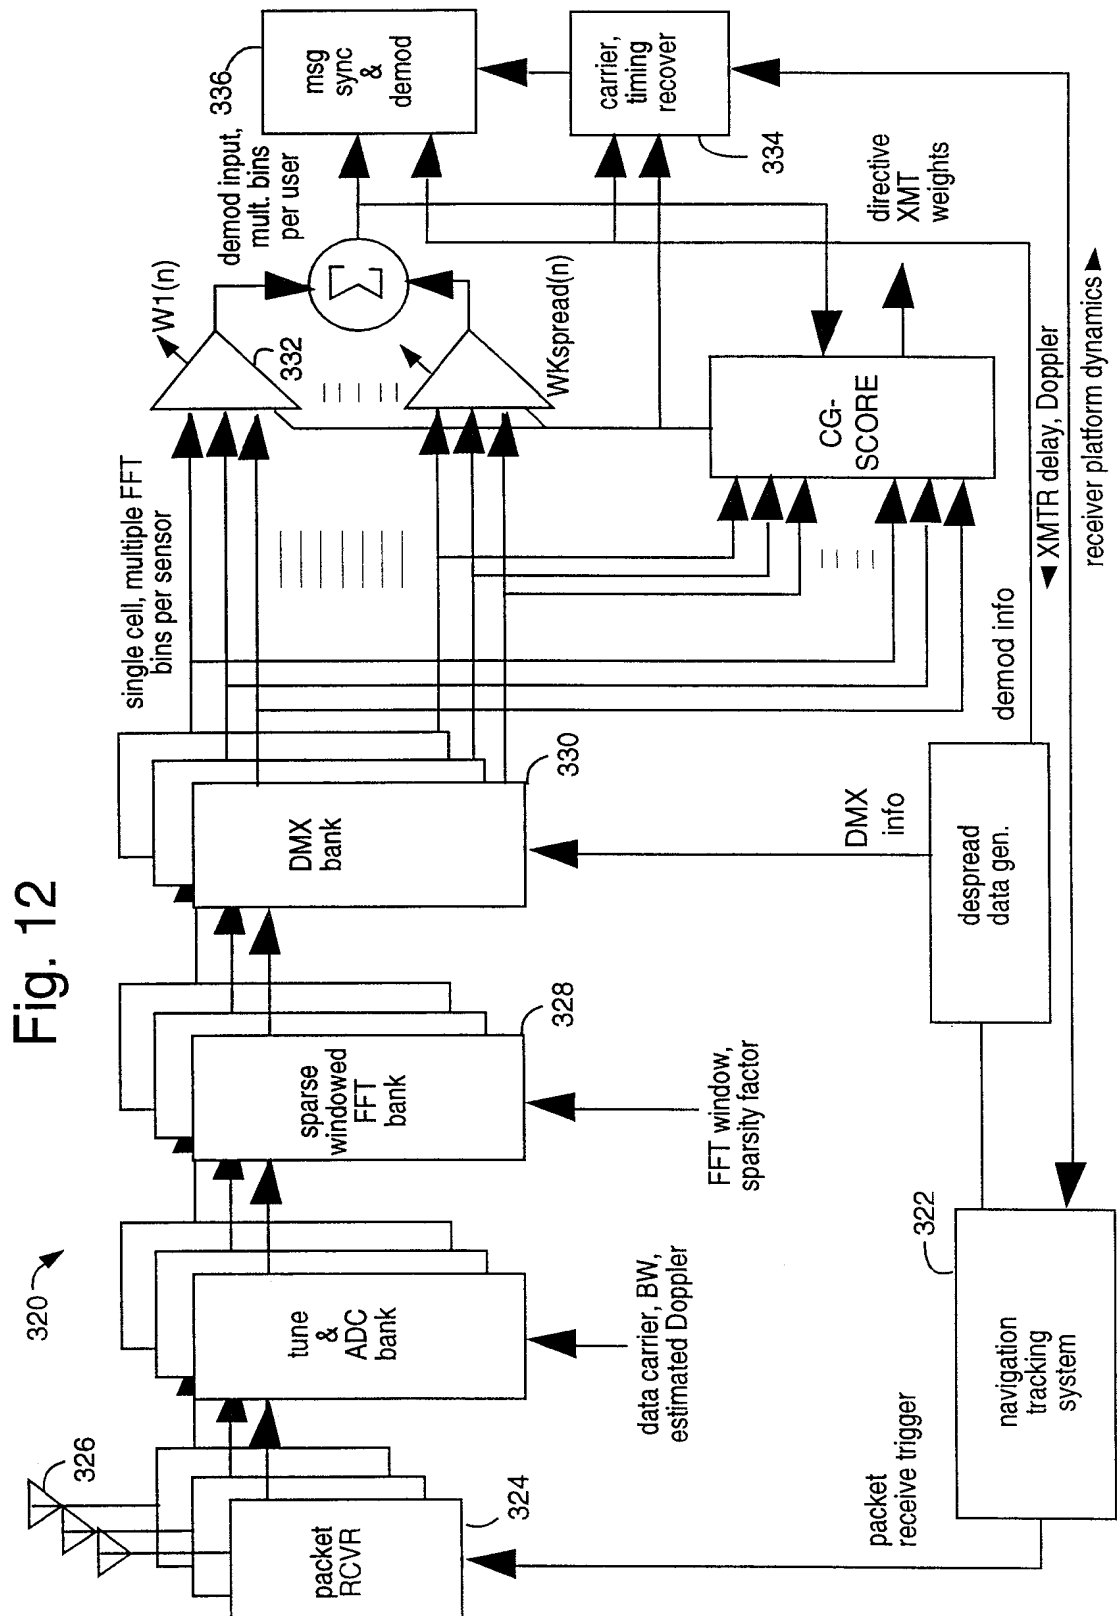 Fig. 12
320
326
324
packet
RCVR
tune
&
ADC
bank
data carrier, BW,
estimated Doppler
sparse
windowed
FFT
bank
328
FFT window,
sparsity factor
DMX
bank
330
DMX
info
single cell, multiple FFT
bins per sensor
W1(n)
332
WKspread(n)
Σ
demod input,
mult. bins
per user
336
msg
sync
&
demod
carrier,
timing
recover
334
directive
XMT
weights
CG-
SCORE
demod info
XMTR delay, Doppler
receiver platform dynamics
despread
data gen.
322
navigation
tracking
system
packet
receive trigger